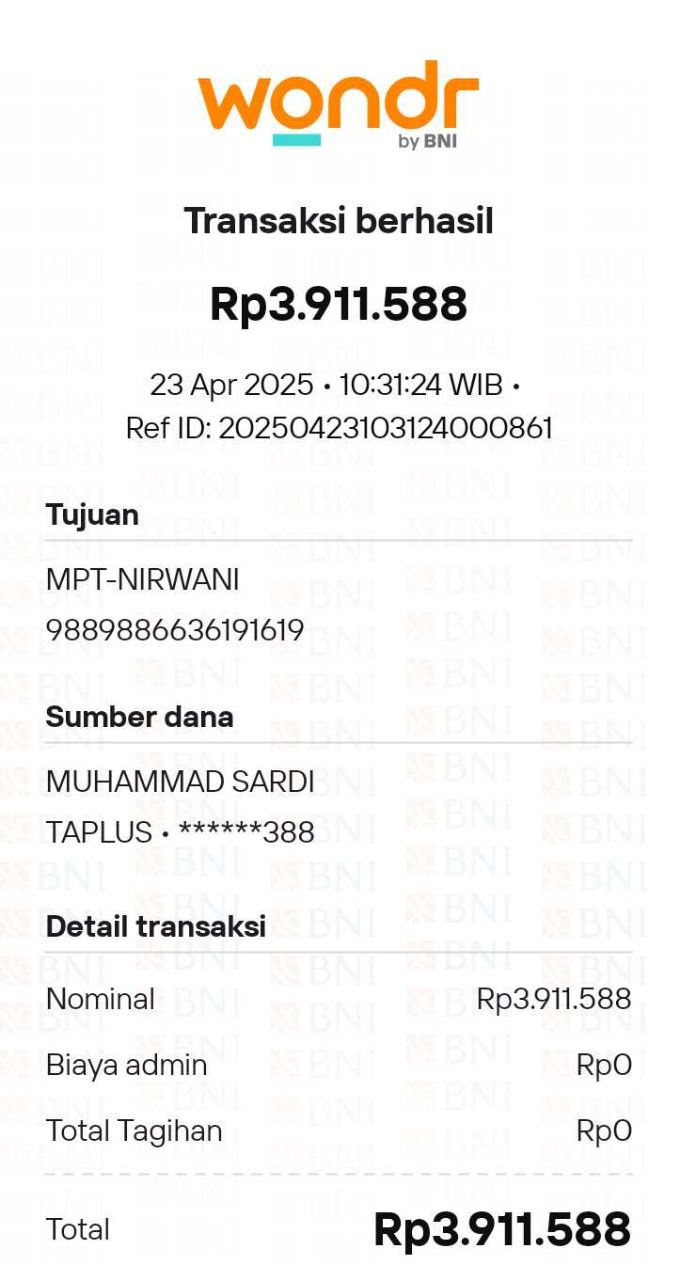 wondr
by BNI
Transaksi berhasil
Rp3.911.588
23 Apr 2025 • 10:31:24 WIB •
Ref ID: 20250423103124000861
Tujuan
MPT-NIRWANI
9889886636191619
Sumber dana
MUHAMMAD SARDI
TAPLUS • ******388
Detail transaksi
Nominal Rp3.911.588
Biaya admin Rp0
Total Tagihan Rp0
Total Rp3.911.588